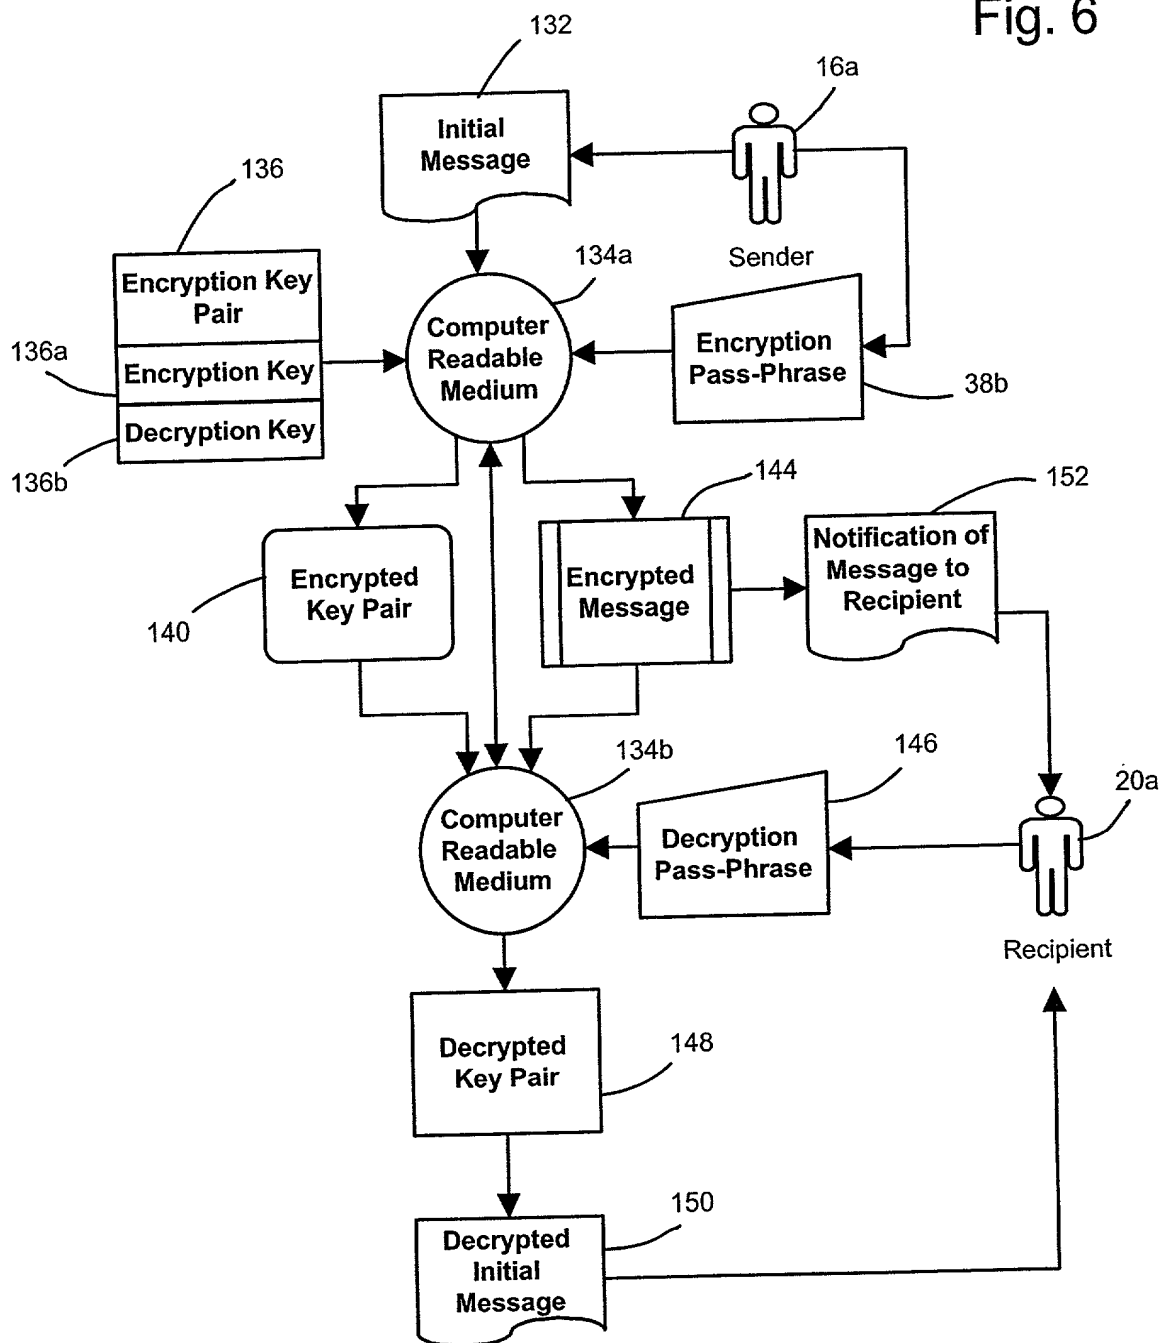 Fig. 6
132
16a
Initial
Message
136
Sender
134a
Encryption Key
Pair
Computer
Readable
Medium
Encryption
Pass-Phrase
136a
Encryption Key
38b
Decryption Key
136b
144
152
Notification of
Message to
Recipient
Encrypted
Key Pair
Encrypted
Message
140
134b
146
20a
Computer
Readable
Medium
Decryption
Pass-Phrase
Recipient
Decrypted
Key Pair
148
150
Decrypted
Initial
Message